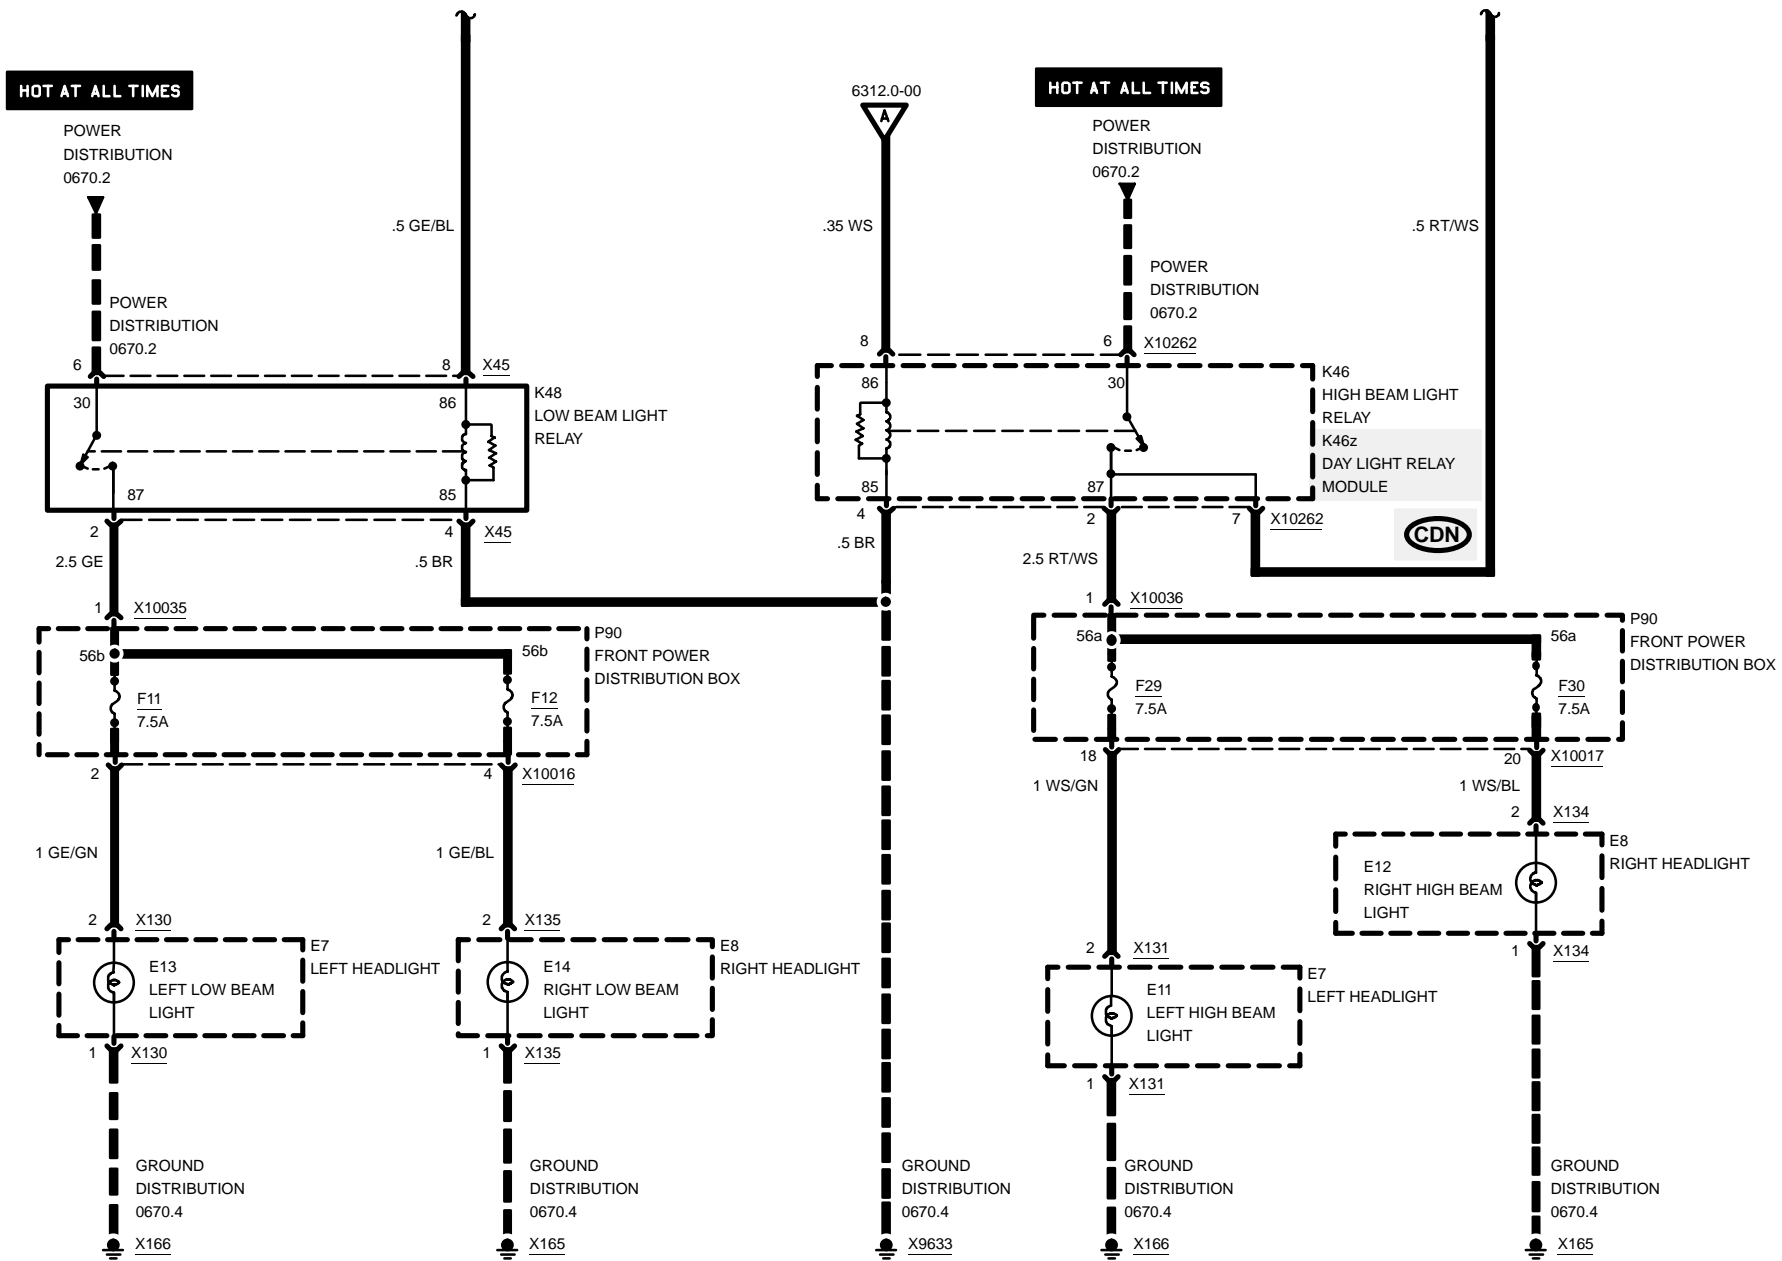 HOT AT ALL TIMES
POWER
DISTRIBUTION
0670.2
.5 GE/BL
POWER
DISTRIBUTION
0670.2
6
8
X45
30
86
K48
LOW BEAM LIGHT
RELAY
87
85
2
4
X45
2.5 GE
.5 BR
1
X10035
56b
56b
P90
FRONT POWER
DISTRIBUTION BOX
F11
7.5A
F12
7.5A
2
4
X10016
1 GE/GN
1 GE/BL
2
X130
2
X135
E7
LEFT HEADLIGHT
E13
LEFT LOW BEAM
LIGHT
E8
RIGHT HEADLIGHT
E14
RIGHT LOW BEAM
LIGHT
1
X130
1
X135
GROUND
DISTRIBUTION
0670.4
X166
GROUND
DISTRIBUTION
0670.4
X165
6312.0-00
A
.35 WS
HOT AT ALL TIMES
POWER
DISTRIBUTION
0670.2
.5 RT/WS
POWER
DISTRIBUTION
0670.2
8
6
X10262
86
30
K46
HIGH BEAM LIGHT
RELAY
K46z
DAY LIGHT RELAY
MODULE
85
87
4
2
7
X10262
CDN
.5 BR
2.5 RT/WS
1
X10036
56a
56a
P90
FRONT POWER
DISTRIBUTION BOX
F29
7.5A
F30
7.5A
18
20
X10017
1 WS/GN
1 WS/BL
2
X134
E8
RIGHT HEADLIGHT
E12
RIGHT HIGH BEAM
LIGHT
2
X131
1
X134
E7
LEFT HEADLIGHT
E11
LEFT HIGH BEAM
LIGHT
1
X131
GROUND
DISTRIBUTION
0670.4
X9633
GROUND
DISTRIBUTION
0670.4
X166
GROUND
DISTRIBUTION
0670.4
X165